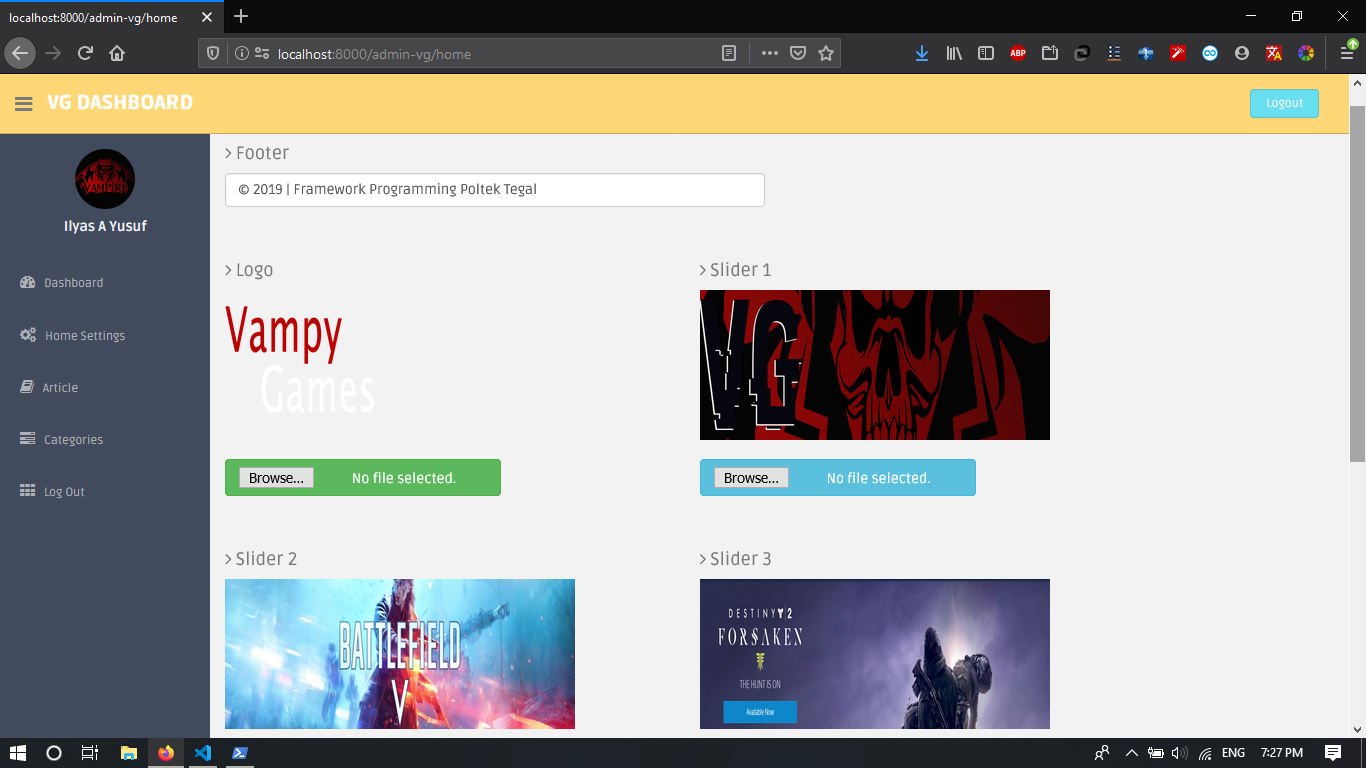 localhost:8000/admin-vg/home
localhost:8000/admin-vg/home
ABP
VG DASHBOARD
Logout
VAMPIRE
Ilyas A Yusuf
Dashboard
Home Settings
Article
Categories
Log Out
Footer
© 2019 | Framework Programming Poltek Tegal
Logo
Vampy
Games
Browse... No file selected.
Slider 1
VG
Browse... No file selected.
Slider 2
BATTLEFIELD
V
Slider 3
DESTINY 2
FORSAKEN
THE HUNT IS ON
Available Now
ENG
7:27 PM